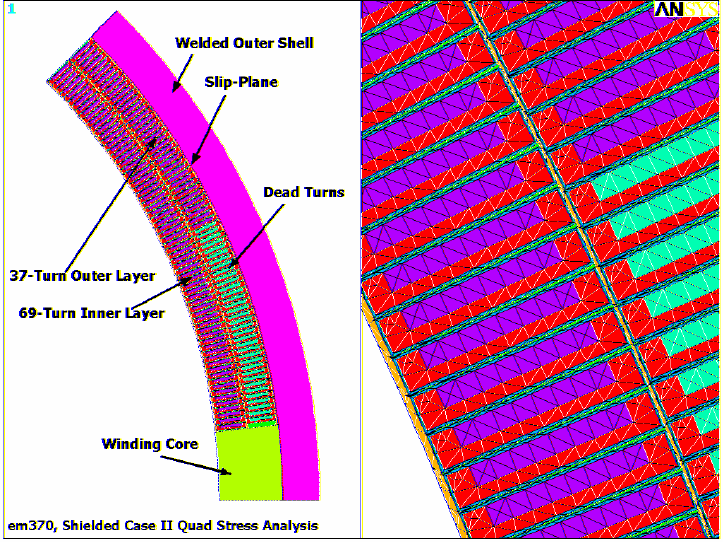 1
ANSYS
Welded Outer Shell
Slip-Plane
Dead Turns
37-Turn Outer Layer
69-Turn Inner Layer
Winding Core
em370, Shielded Case II Quad Stress Analysis